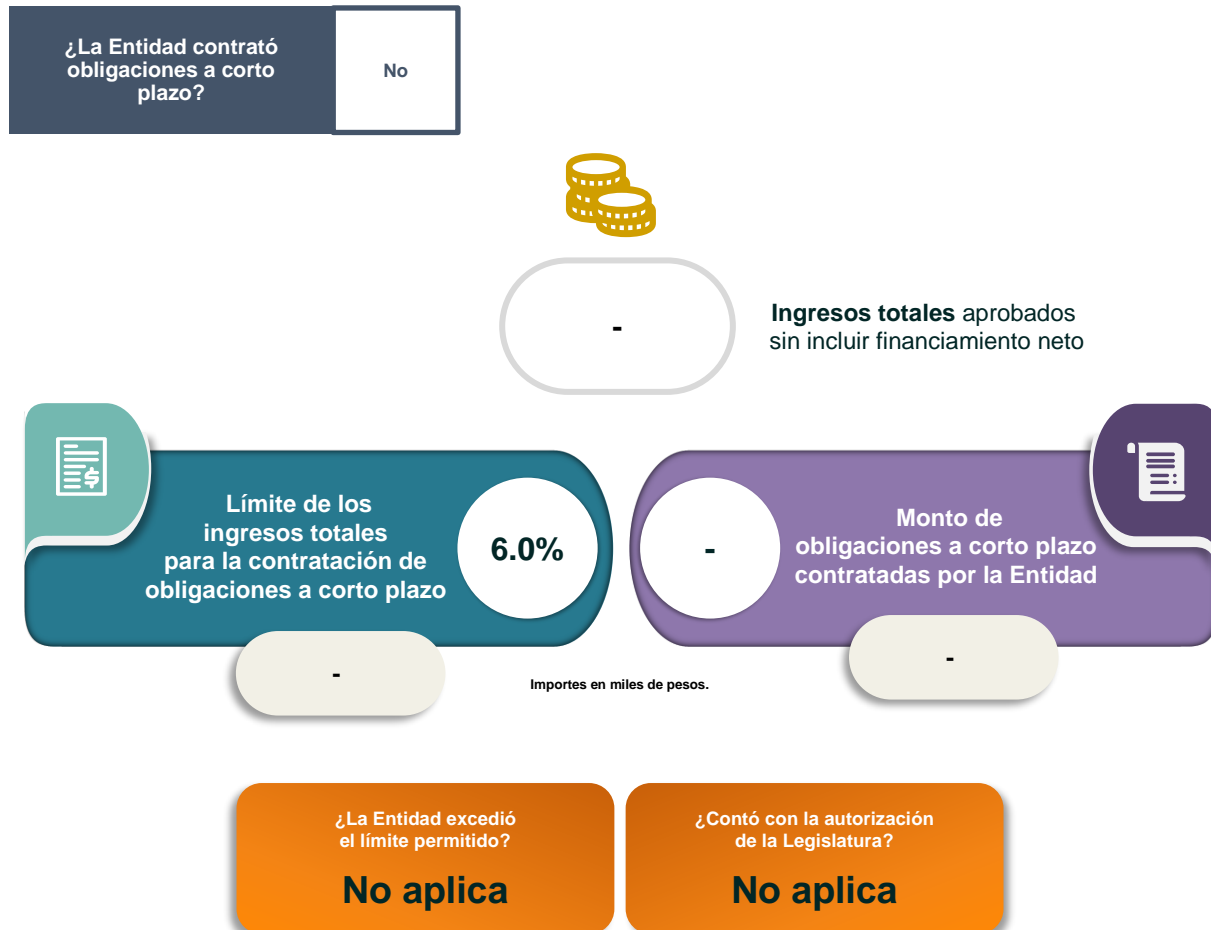 ¿La Entidad contrató
obligaciones a corto
plazo?
No
-
Ingresos totales aprobados
sin incluir financiamiento neto
Límite de los
ingresos totales
para la contratación de
obligaciones a corto plazo
6.0%
-
-
Monto de
obligaciones a corto plazo
contratadas por la Entidad
-
Importes en miles de pesos.
¿La Entidad excedió
el límite permitido?
No aplica
¿Contó con la autorización
de la Legislatura?
No aplica